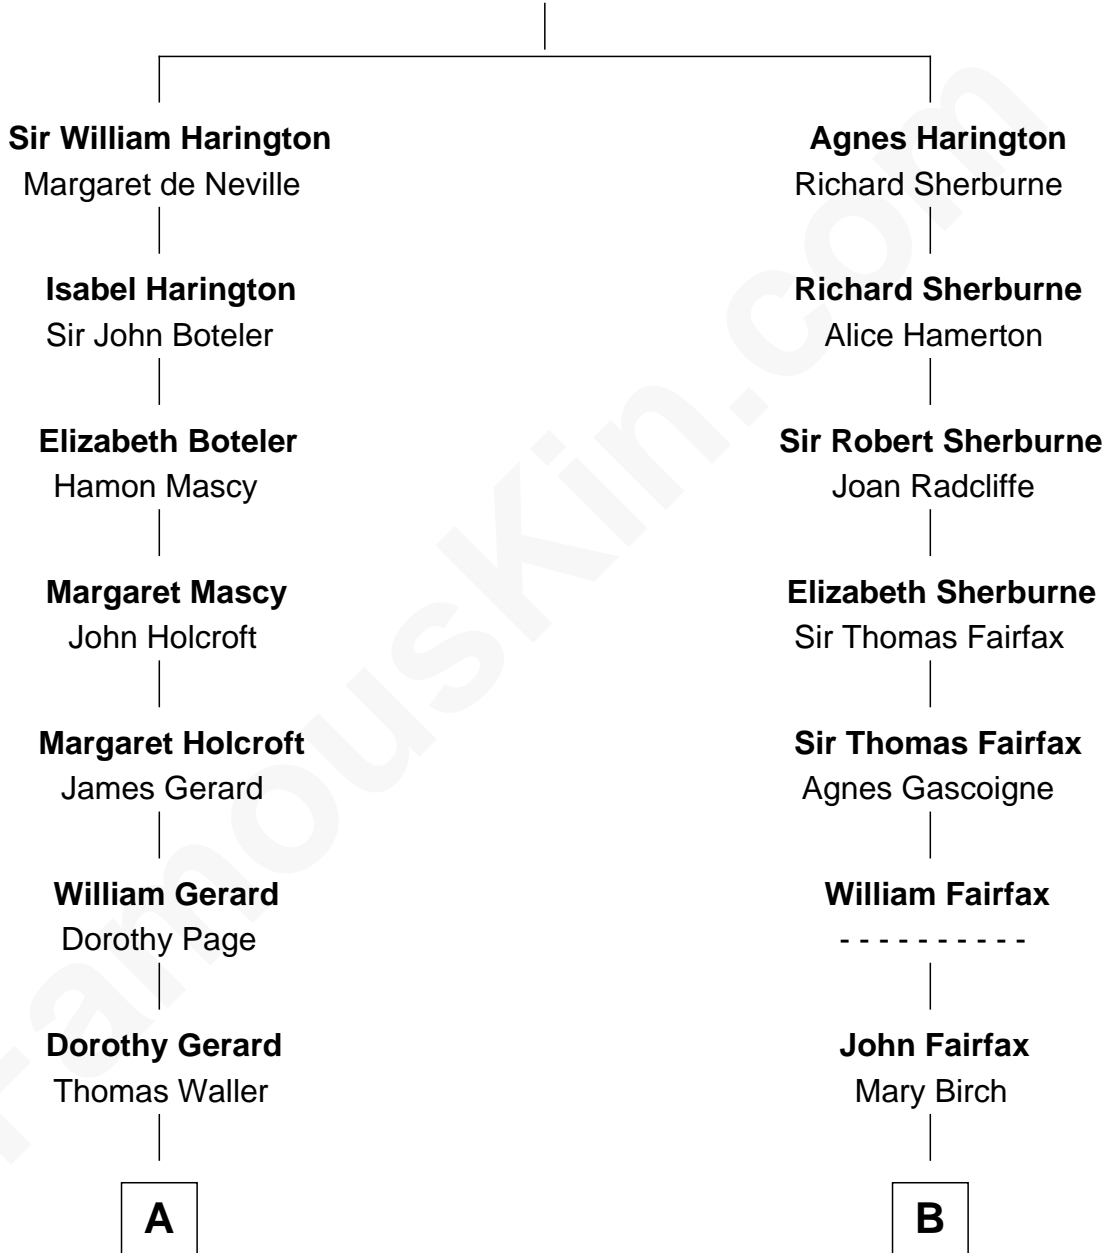 Sir William Harington
Margaret de Neville
Isabel Harington
Sir John Boteler
Elizabeth Boteler
Hamon Mascy
Margaret Mascy
John Holcroft
Margaret Holcroft
James Gerard
William Gerard
Dorothy Page
Dorothy Gerard
Thomas Waller
A
Agnes Harington
Richard Sherburne
Richard Sherburne
Alice Hamerton
Sir Robert Sherburne
Joan Radcliffe
Elizabeth Sherburne
Sir Thomas Fairfax
Sir Thomas Fairfax
Agnes Gascoigne
William Fairfax
- - - - - - - - - -
John Fairfax
Mary Birch
B
FamousKin.com